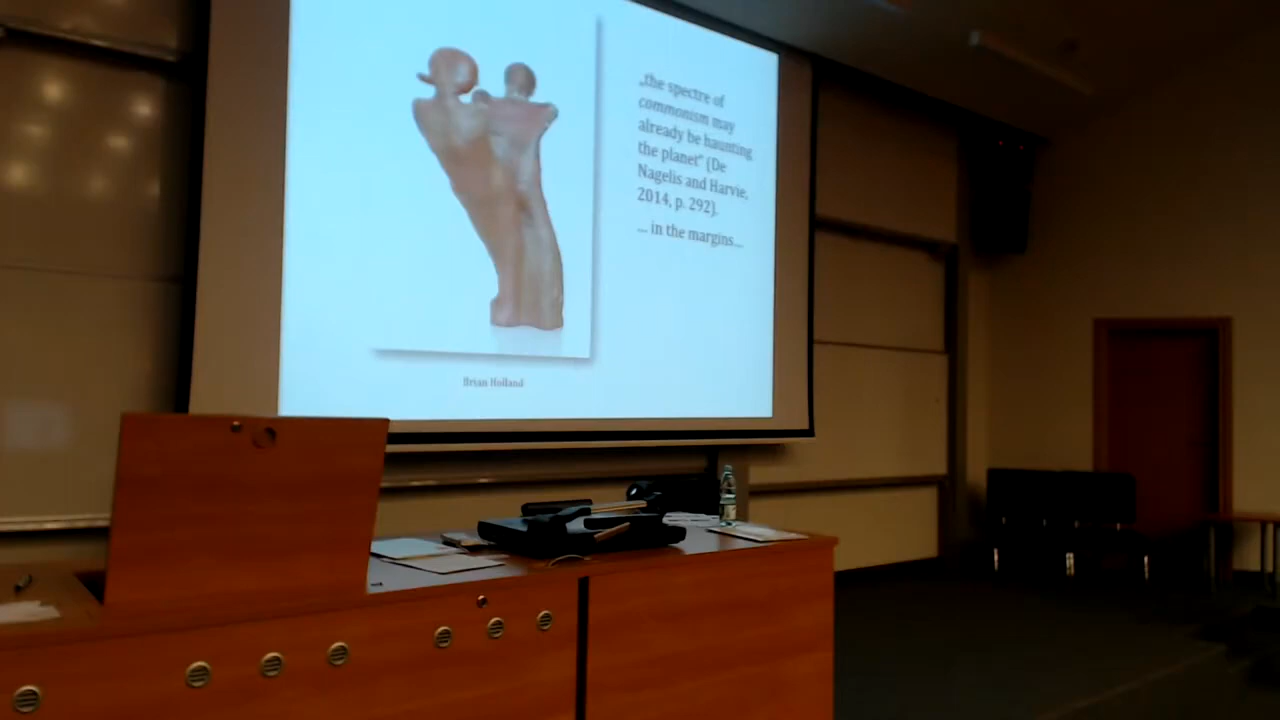 „the spectre of
commonism may
already be haunting
the planet" (De
Nagelis and Harvie,
2014, p. 292).
... in the margins...
Brian Holland